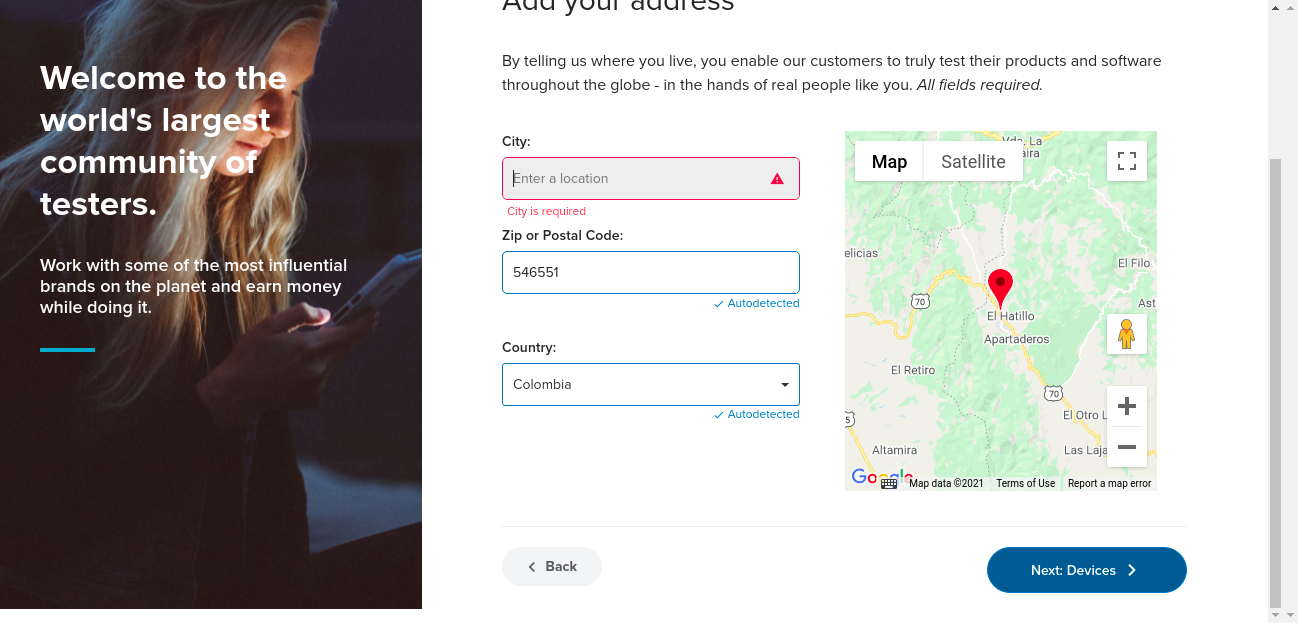 Add your address
Welcome to the
world's largest
community of
testers.
Work with some of the most influential
brands on the planet and earn money
while doing it.
By telling us where you live, you enable our customers to truly test their products and software
throughout the globe - in the hands of real people like you. All fields required.
City:
Enter a location
City is required
Zip or Postal Code:
546551
Autodetected
Country:
Colombia
Autodetected
Map
Satellite
Vda. La
aira
elicias
El Filo
70
Ast
El Hatillo
Apartaderos
El Retiro
70
El Otro L
5
Altamira
Las Laja
Google
Map data ©2021
Terms of Use
Report a map error
Back
Next: Devices